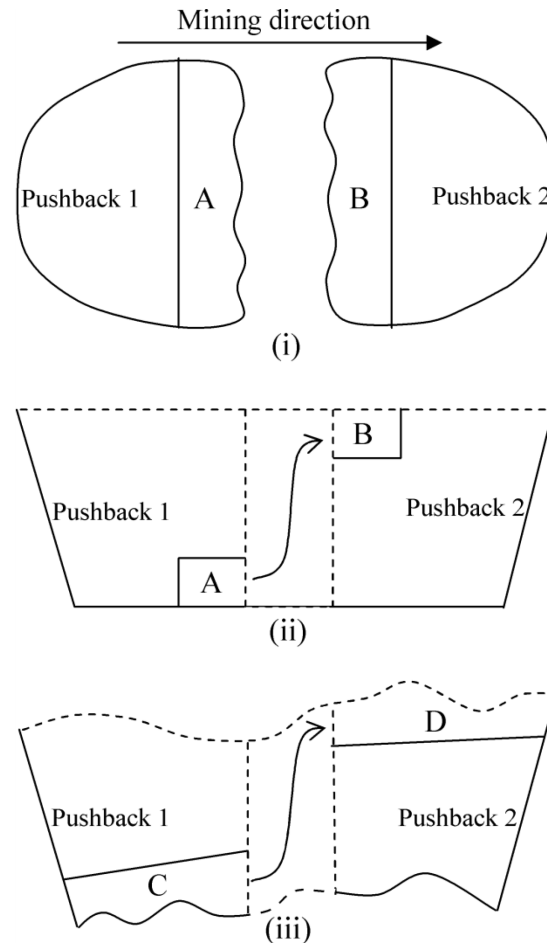 Mining direction
Pushback 1
A
B
Pushback 2
(i)
B
Pushback 1
Pushback 2
A
(ii)
D
Pushback 1
Pushback 2
C
(iii)